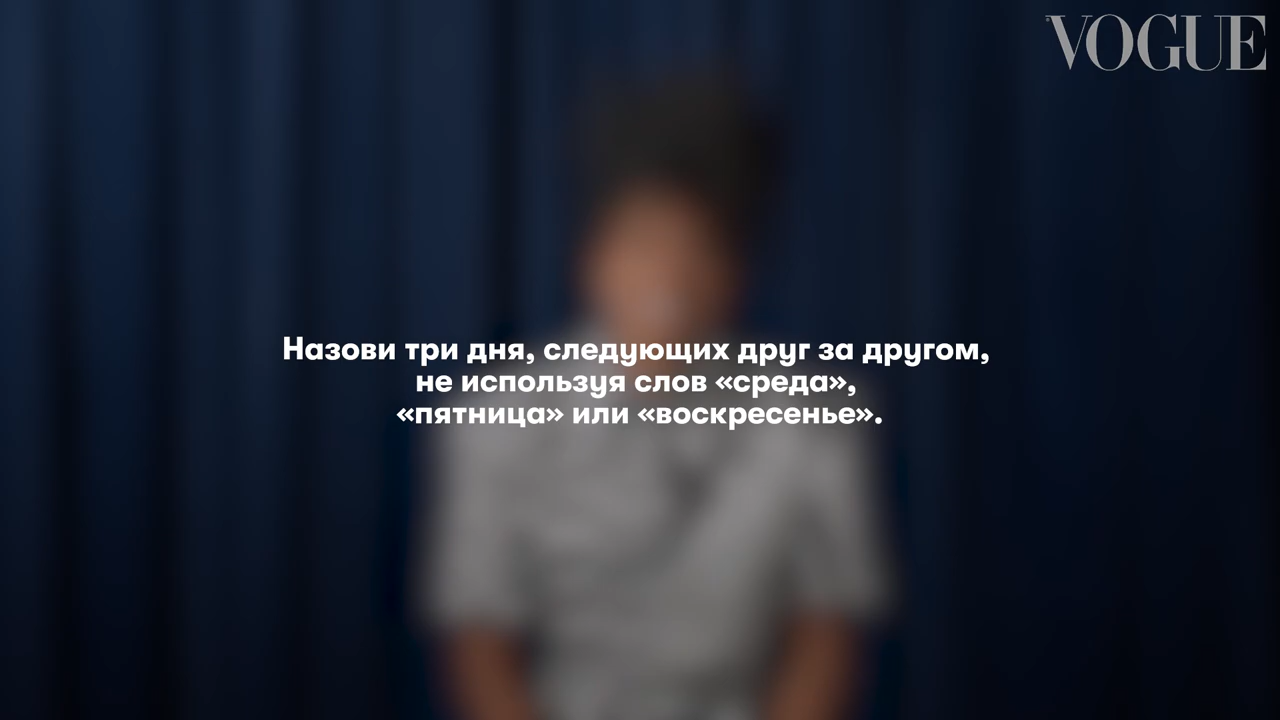 VOGUE
Назови три дня, следующих друг за другом,
не используя слов «среда»,
«пятница» или «воскресенье».